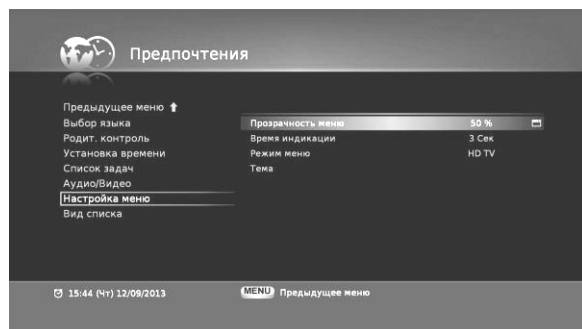 Предпочтения
Предыдущее меню
Выбор языка
Родит. контроль
Установка времени
Список задач
Аудио/Видео
Настройка меню
Вид списка
Прозрачность меню 50 %
Время индикации 3 Сек
Режим меню HD TV
Тема
15:44 (Чт) 12/09/2013 MENU Предыдущее меню